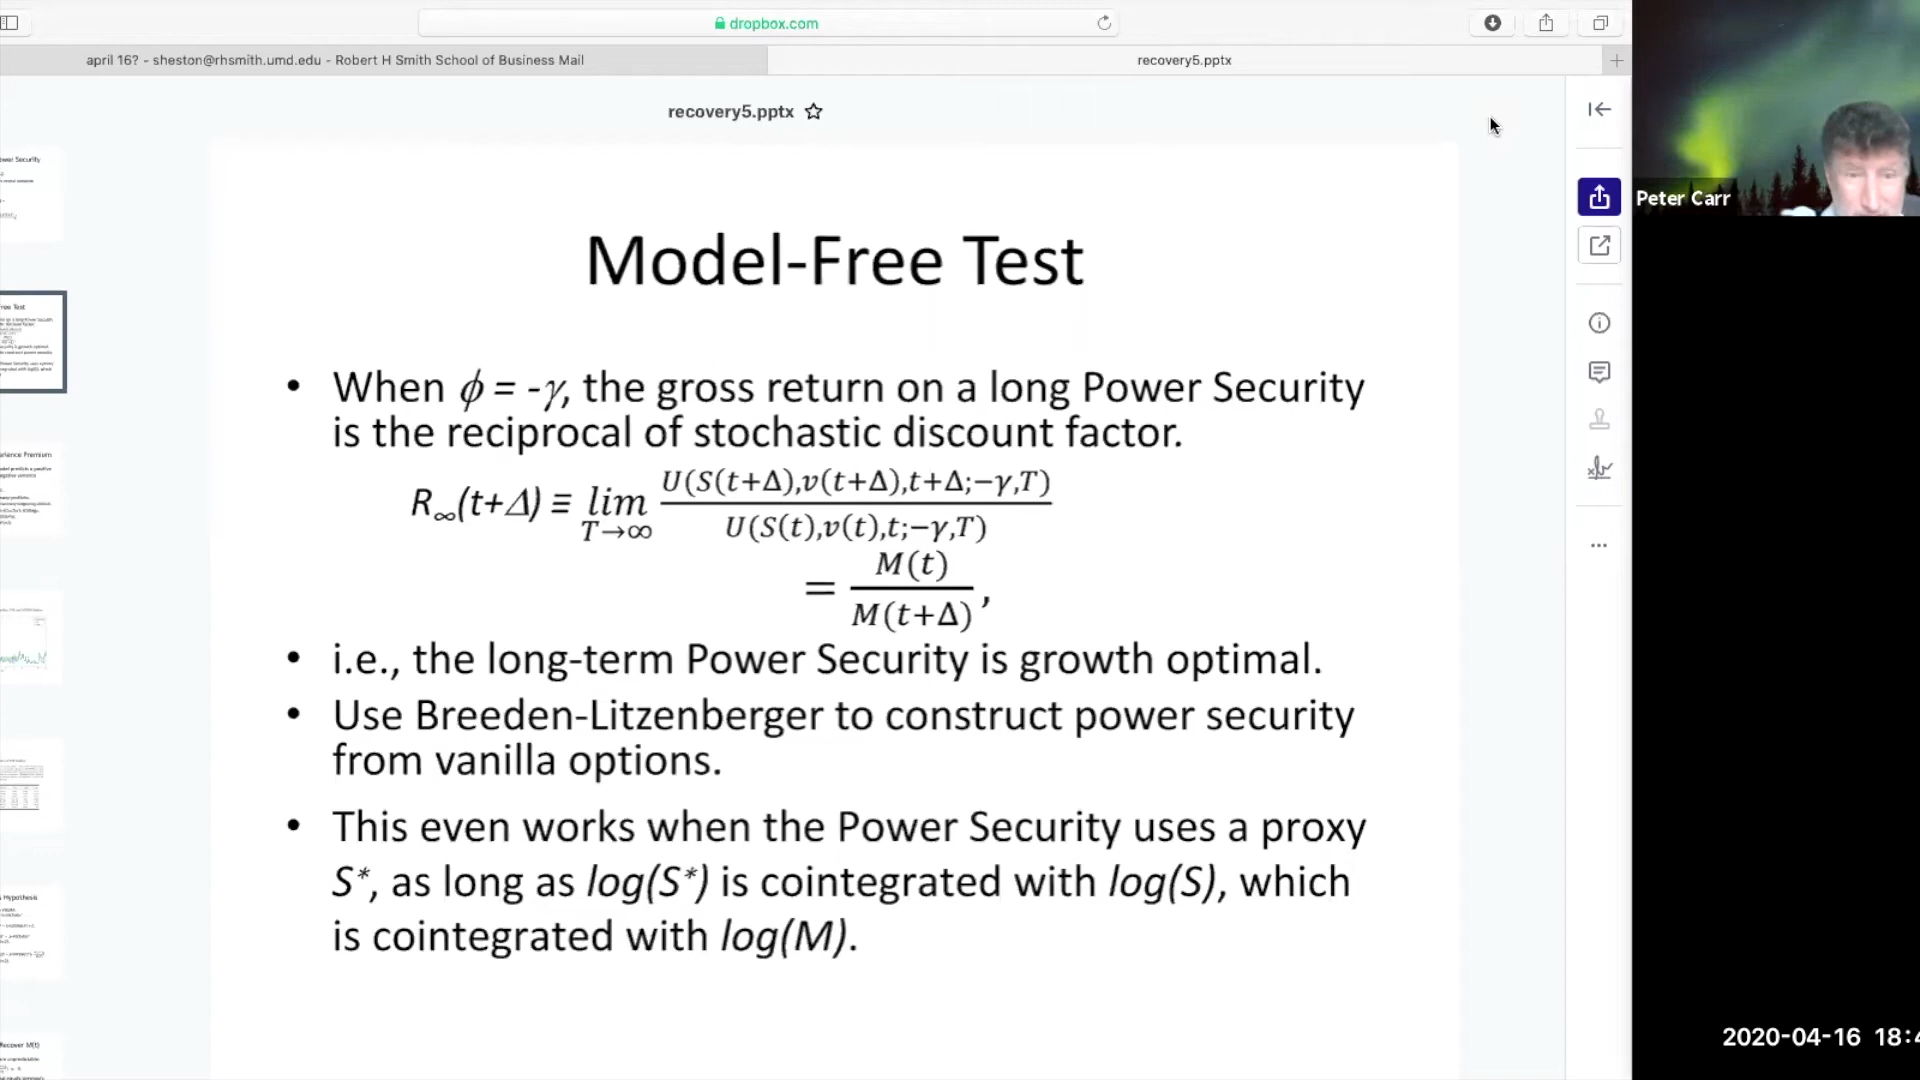 dropbox.com
april 16? - sheston@rhsmith.umd.edu - Robert H Smith School of Business Mail
recovery5.pptx
recovery5.pptx ☆
Peter Carr
Model-Free Test
• When ϕ = -γ, the gross return on a long Power Security
is the reciprocal of stochastic discount factor.
R∞(t+Δ) ≡ lim T→∞ U(S(t+Δ),v(t+Δ),t+Δ;−γ,T) / U(S(t),v(t),t;−γ,T)
= M(t) / M(t+Δ) ,
• i.e., the long-term Power Security is growth optimal.
• Use Breeden-Litzenberger to construct power security
from vanilla options.
• This even works when the Power Security uses a proxy
S*, as long as log(S*) is cointegrated with log(S), which
is cointegrated with log(M).
2020-04-16 18:4